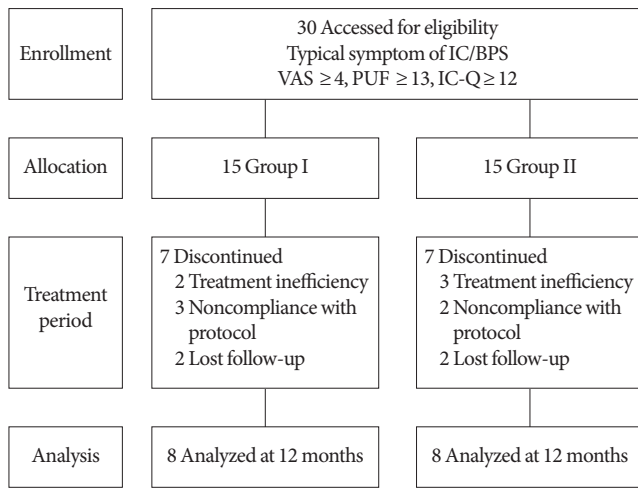 Enrollment
30 Accessed for eligibility
Typical symptom of IC/BPS
VAS ≥4, PUF ≥13, IC-Q≥12
Allocation
15 Group I
15 Group II
Treatment
period
7 Discontinued
2 Treatment inefficiency
3 Noncompliance with
protocol
2 Lost follow-up
7 Discontinued
3 Treatment inefficiency
2 Noncompliance with
protocol
2 Lost follow-up
Analysis
8 Analyzed at 12 months
8 Analyzed at 12 months